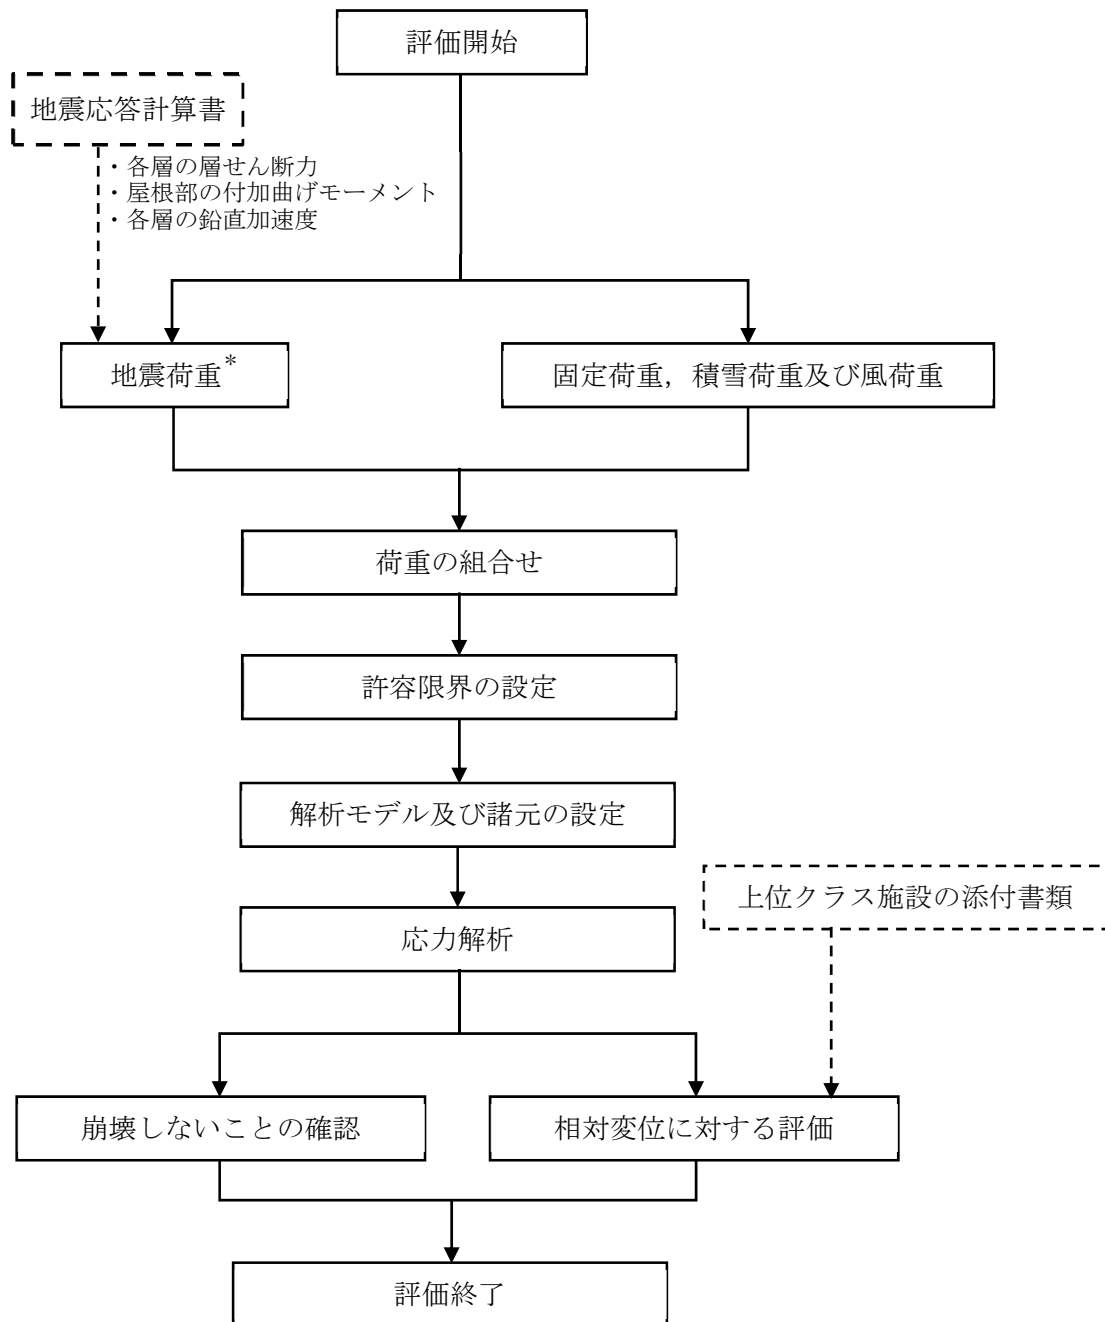 評価開始
地震応答計算書
・各層の層せん断力
・屋根部の付加曲げモーメント
・各層の鉛直加速度
地震荷重*
固定荷重，積雪荷重及び風荷重
荷重の組合せ
許容限界の設定
解析モデル及び諸元の設定
上位クラス施設の添付書類
応力解析
崩壊しないことの確認
相対変位に対する評価
評価終了